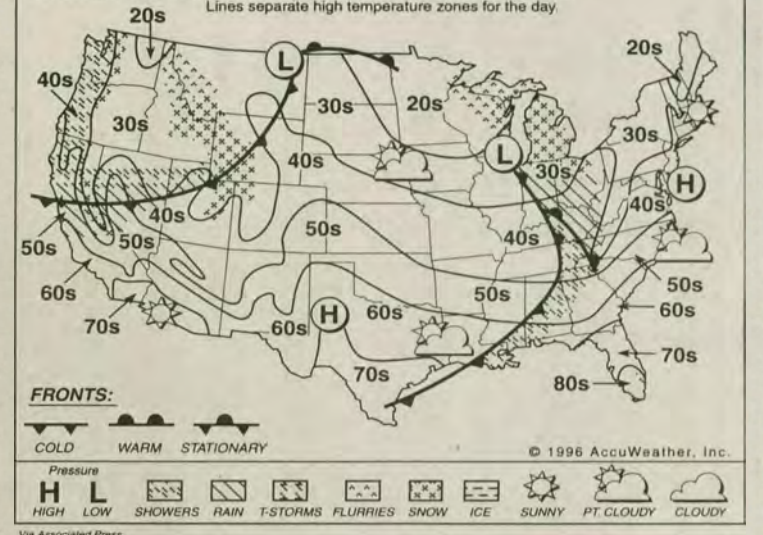 Lines separate high temperature zones for the day.
20s
20s
40s
L
30s
30s
20s
30s
40s
L
30s
H
40s
40s
50s
50s
50s
40s
50s
50s
60s
60s
70s
60s
H
60s
70s
70s
80s
FRONTS:
COLD WARM STATIONARY
© 1996 AccuWeather, Inc.
Pressure
H L
HIGH LOW SHOWERS RAIN T-STORMS FLURRIES SNOW ICE SUNNY PT. CLOUDY CLOUDY
Via Associated Press